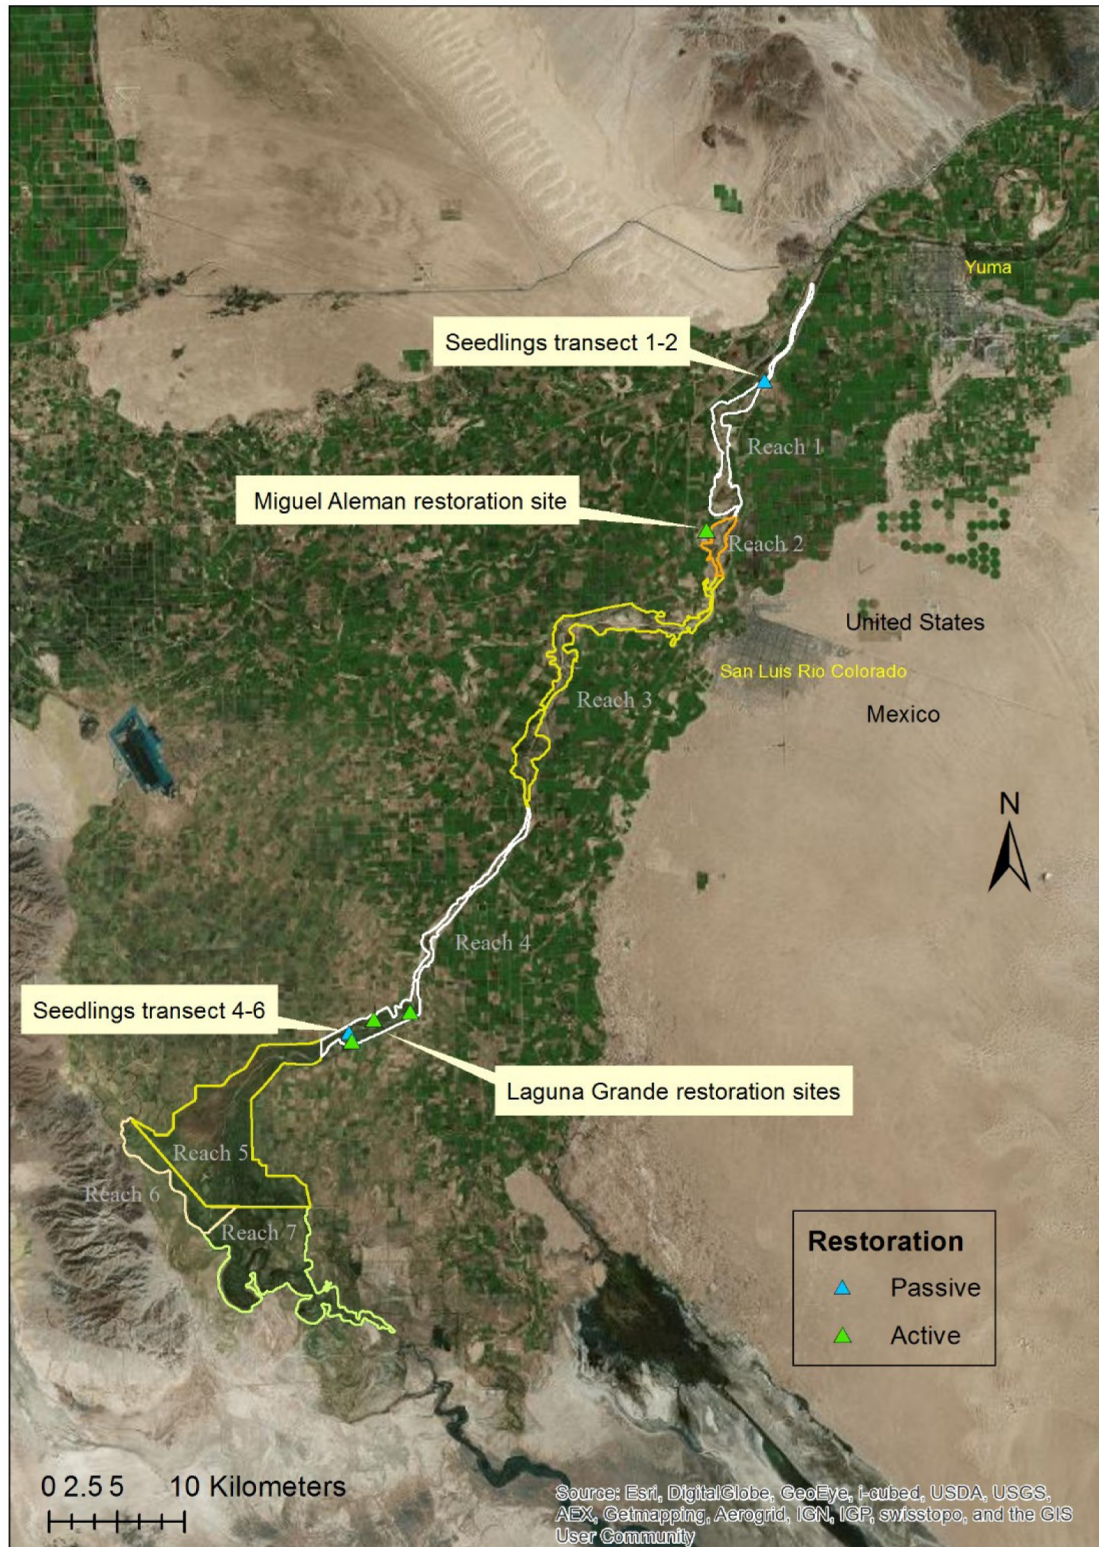 Yuma
Seedlings transect 1-2
Reach 1
Miguel Aleman restoration site
Reach 2
United States
San Luis Rio Colorado
Reach 3
Mexico
N
Reach 4
Seedlings transect 4-6
Laguna Grande restoration sites
Reach 5
Reach 6
Reach 7
Restoration
Passive
Active
0 2.5 5 10 Kilometers
Source: Esri, DigitalGlobe, GeoEye, i-cubed, USDA, USGS,
AEX, Getmapping, Aerogrid, IGN, IGP, swisstopo, and the GIS
User Community